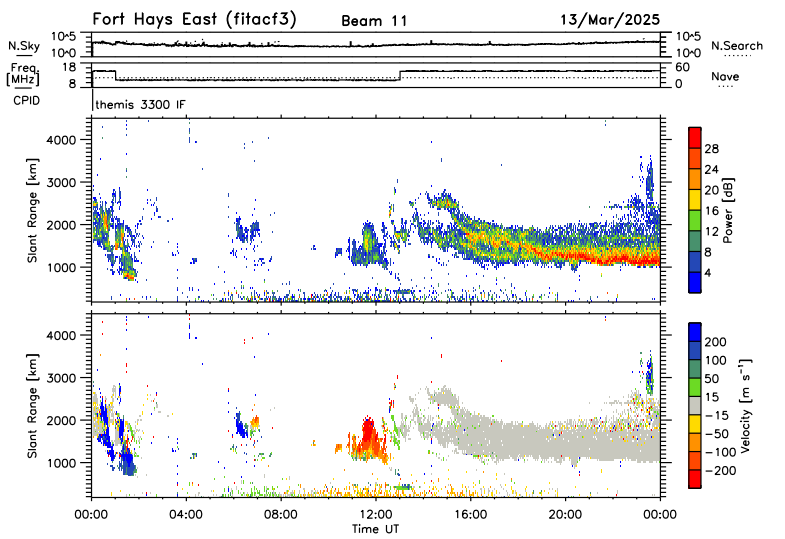 Fort Hays East (fitacf3) Beam 11 13/Mar/2025
N.Sky 10^5 10^0 10^5 10^0 N.Search
Freq. [MHz] 18 8 60 0 Nave
CPID themis 3300 IF
Slant Range [km] 4000 3000 2000 1000
28 24 20 16 12 8 4 Power [dB]
Slant Range [km] 4000 3000 2000 1000
200 100 50 15 −15 −50 −100 −200 Velocity [m s⁻¹]
00:00 04:00 08:00 12:00 16:00 20:00 00:00
Time UT